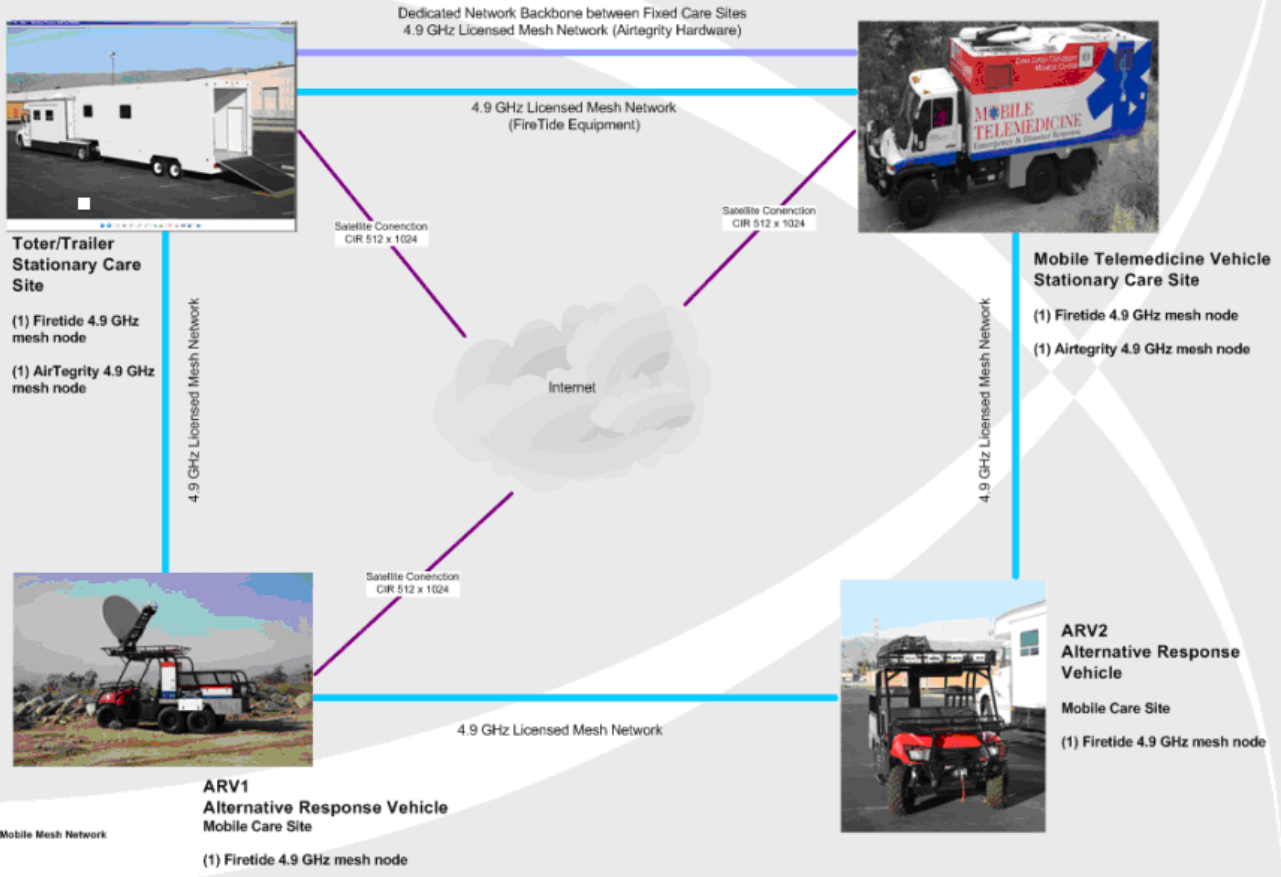 Dedicated Network Backbone between Fixed Care Sites
4.9 GHz Licensed Mesh Network (Airtegrity Hardware)
4.9 GHz Licensed Mesh Network
(FireTide Equipment)
MOBILE
TELEMEDICINE
Emergency & Disaster Response
Satellite Conenction
CIR 512 x 1024
Satellite Conenction
CIR 512 x 1024
Toter/Trailer
Stationary Care
Site
(1) Firetide 4.9 GHz
mesh node
(1) AirTegrity 4.9 GHz
mesh node
4.9 GHz Licensed Mesh Network
Internet
4.9 GHz Licensed Mesh Network
Mobile Telemedicine Vehicle
Stationary Care Site
(1) Firetide 4.9 GHz mesh node
(1) Airtegrity 4.9 GHz mesh node
Satellite Conenction
CIR 512 x 1024
4.9 GHz Licensed Mesh Network
ARV2
Alternative Response
Vehicle
Mobile Care Site
(1) Firetide 4.9 GHz mesh node
ARV1
Alternative Response Vehicle
Mobile Care Site
(1) Firetide 4.9 GHz mesh node
Mobile Mesh Network